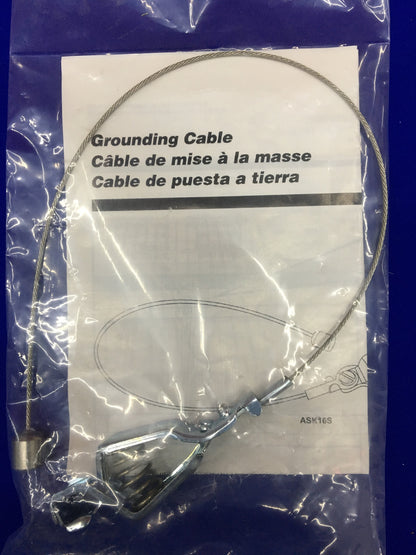 Grounding Cable
Câble de mise à la masse
Cable de puesta a tierra
ASK16S